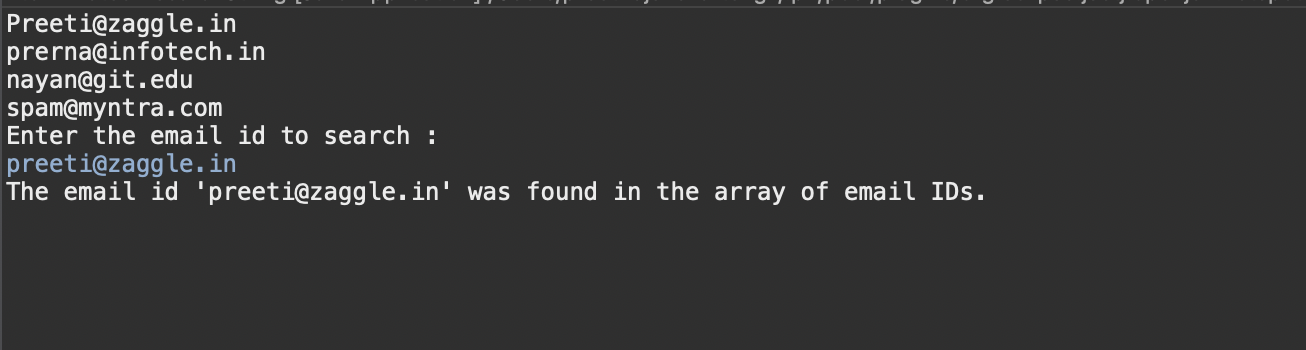 Preeti@zaggle.in
prerna@infotech.in
nayan@git.edu
spam@myntra.com
Enter the email id to search :
preeti@zaggle.in
The email id 'preeti@zaggle.in' was found in the array of email IDs.